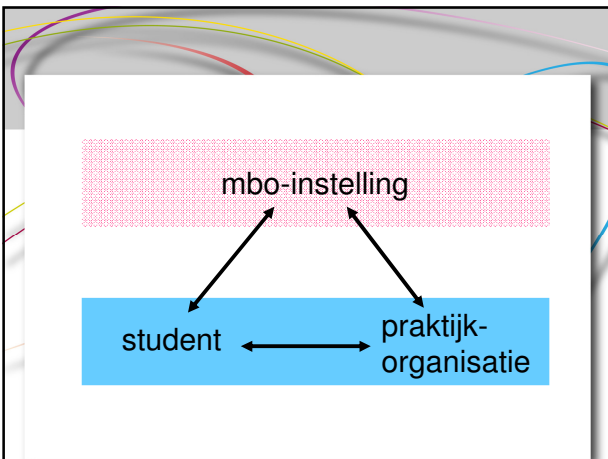 mbo-instelling
student
praktijk-
organisatie